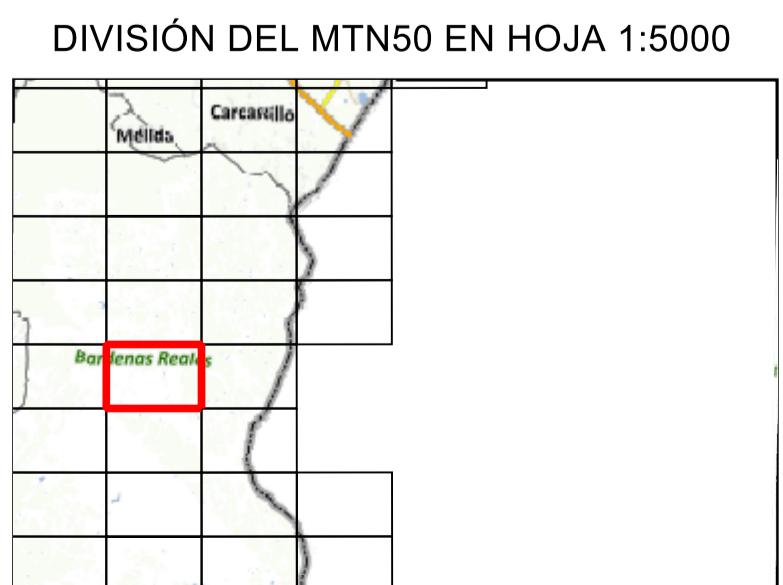 DIVISIÓN DEL MTN50 EN HOJA 1:5000
Carcastillo
Mélida
Bardenas Reales